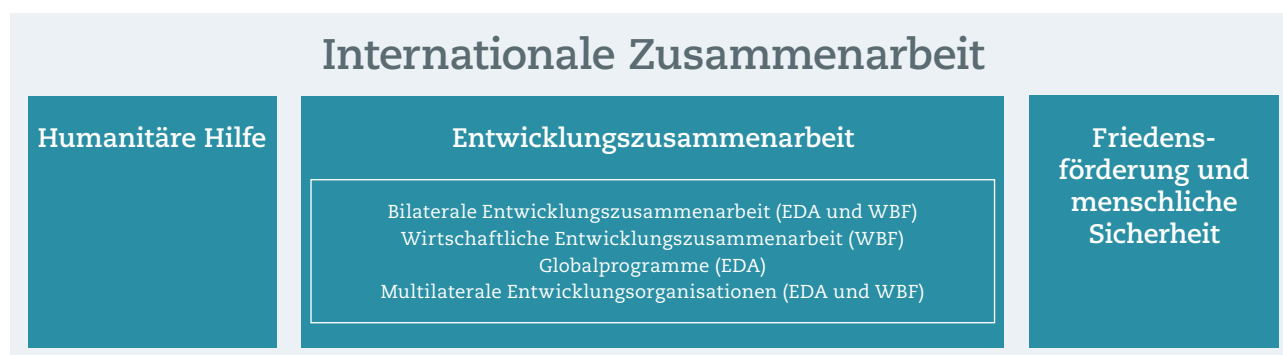 Internationale Zusammenarbeit
Humanitäre Hilfe
Entwicklungszusammenarbeit
Bilaterale Entwicklungszusammenarbeit (EDA und WBF)
Wirtschaftliche Entwicklungszusammenarbeit (WBF)
Globalprogramme (EDA)
Multilaterale Entwicklungsorganisationen (EDA und WBF)
Friedens-
förderung und
menschliche
Sicherheit